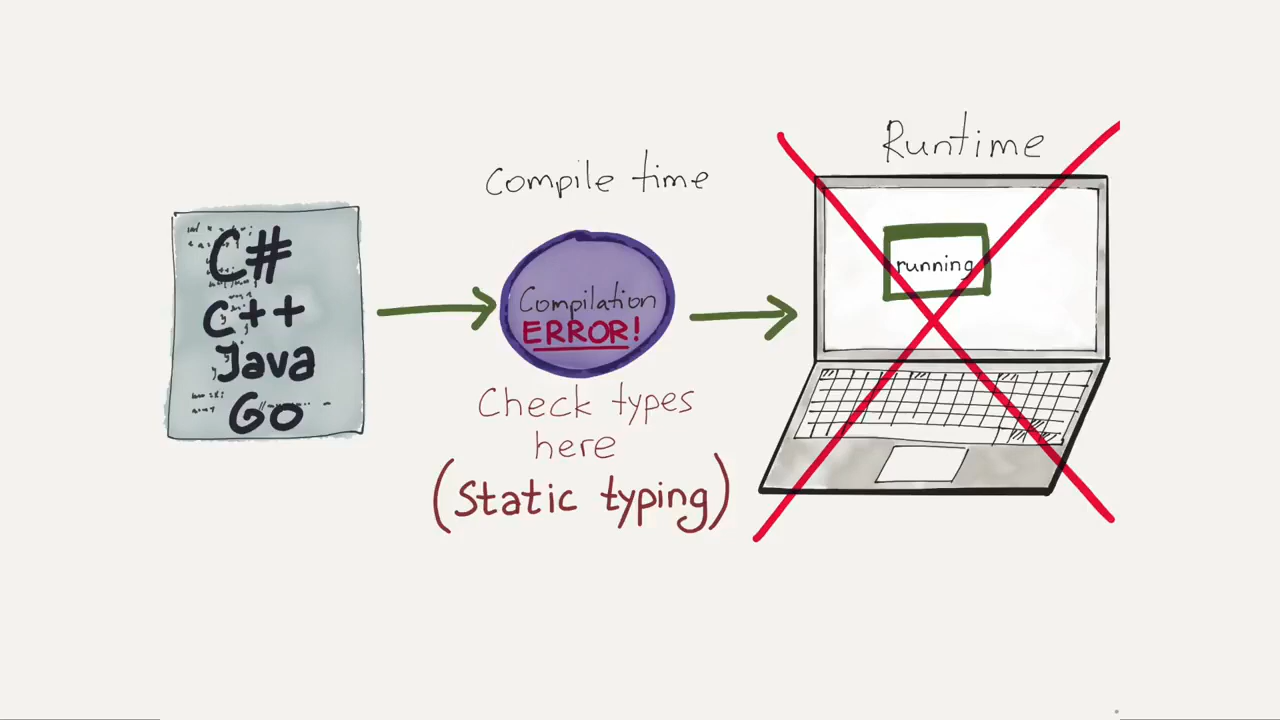 C#
C++
Java
Go
Compile time
Compilation
ERROR!
Check types
here
(Static typing)
Runtime
running